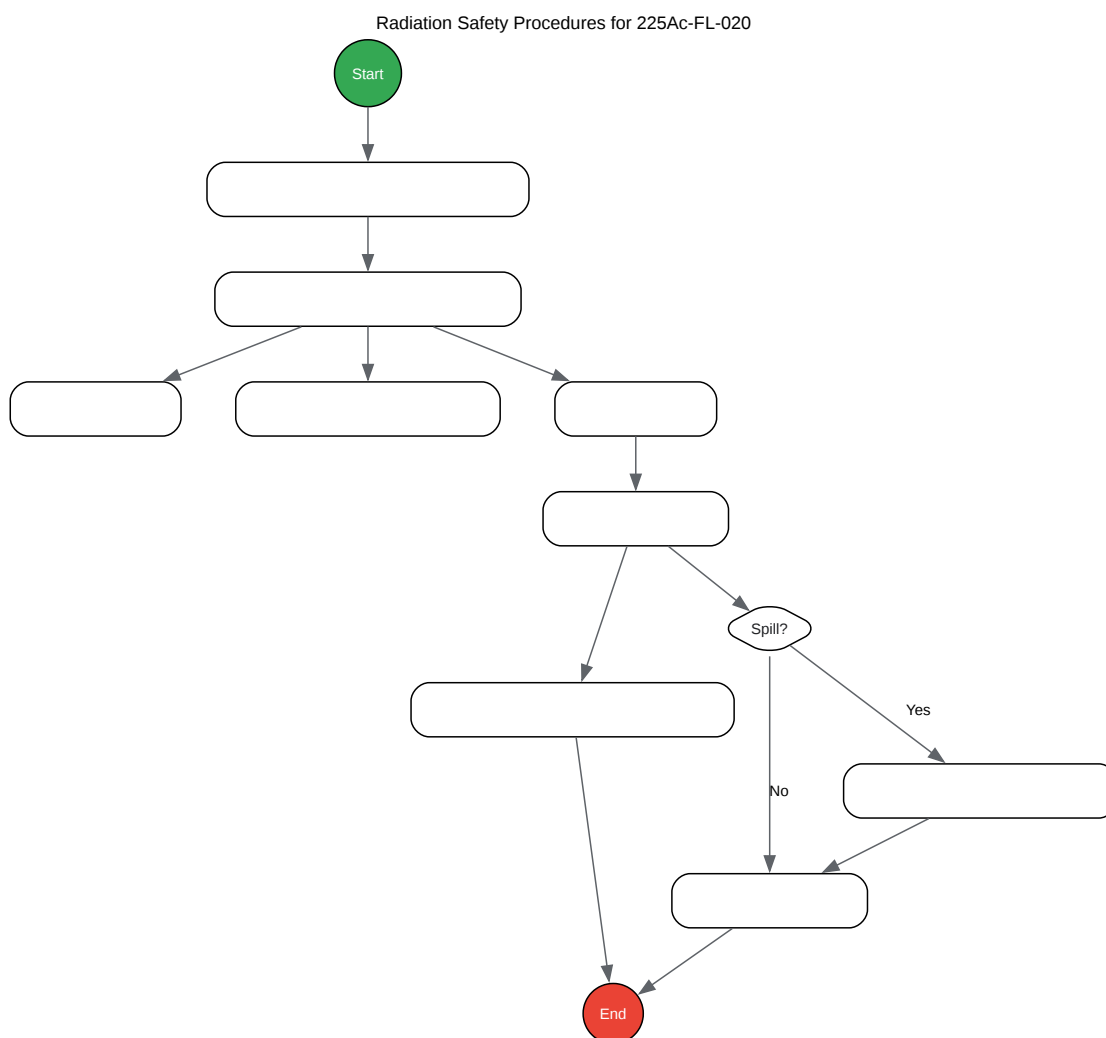 Radiation Safety Procedures for 225Ac-FL-020
Start
Spill?
Yes
No
End